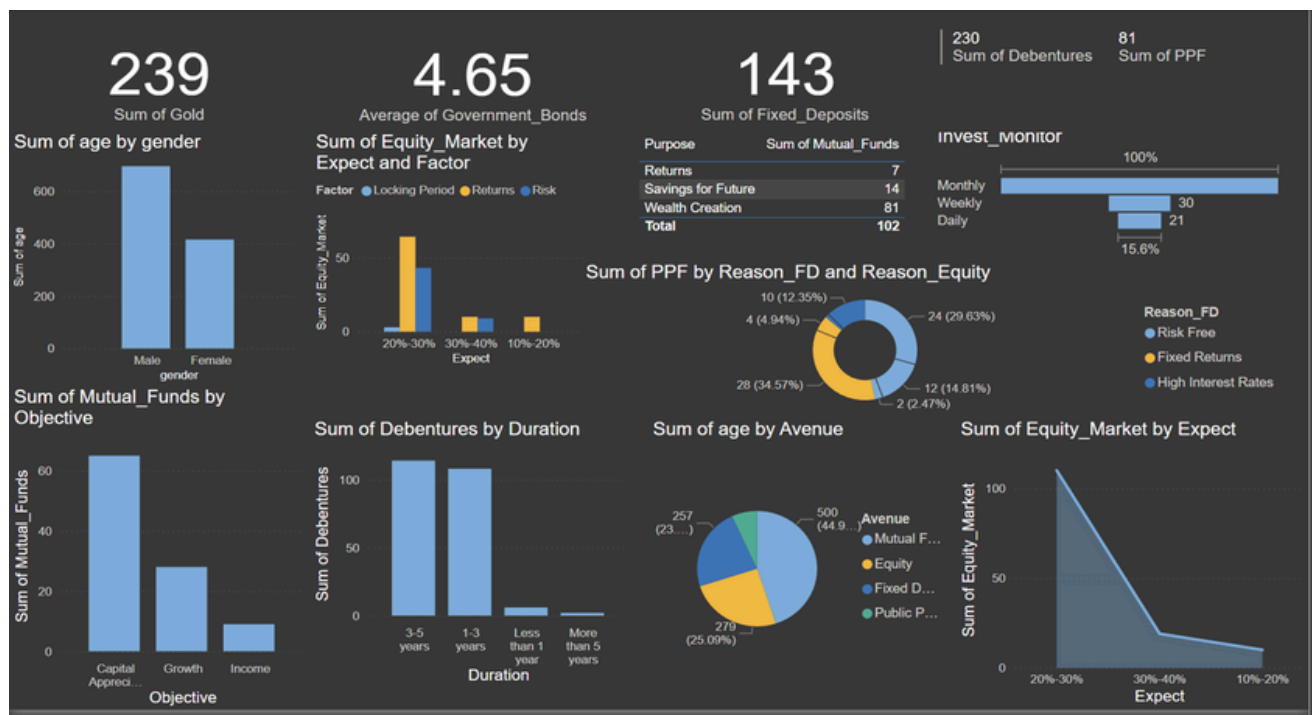 239
Sum of Gold
4.65
Average of Government_Bonds
143
Sum of Fixed_Deposits
230
Sum of Debentures
81
Sum of PPF
Sum of age by gender
Sum of age
600
400
200
0
Male
Female
gender
Sum of Equity_Market by
Expect and Factor
Factor
Locking Period
Returns
Risk
Sum of Equity_Market
50
0
20%-30%
30%-40%
10%-20%
Expect
Purpose Sum of Mutual_Funds
Returns 7
Savings for Future 14
Wealth Creation 81
Total 102
Invest_Monitor
100%
Monthly
Weekly 30
Daily 21
15.6%
Sum of PPF by Reason_FD and Reason_Equity
10 (12.35%)
4 (4.94%)
28 (34.57%)
24 (29.63%)
12 (14.81%)
2 (2.47%)
Reason_FD
Risk Free
Fixed Returns
High Interest Rates
Sum of Mutual_Funds by
Objective
Sum of Mutual_Funds
60
40
20
0
Capital
Appreci...
Growth
Income
Objective
Sum of Debentures by Duration
Sum of Debentures
100
50
0
3-5
years
1-3
years
Less
than 1
year
More
than 5
years
Duration
Sum of age by Avenue
257
(23....)
500
(44.9...)
279
(25.09%)
Avenue
Mutual F...
Equity
Fixed D...
Public P...
Sum of Equity_Market by Expect
Sum of Equity_Market
100
50
0
20%-30%
30%-40%
10%-20%
Expect